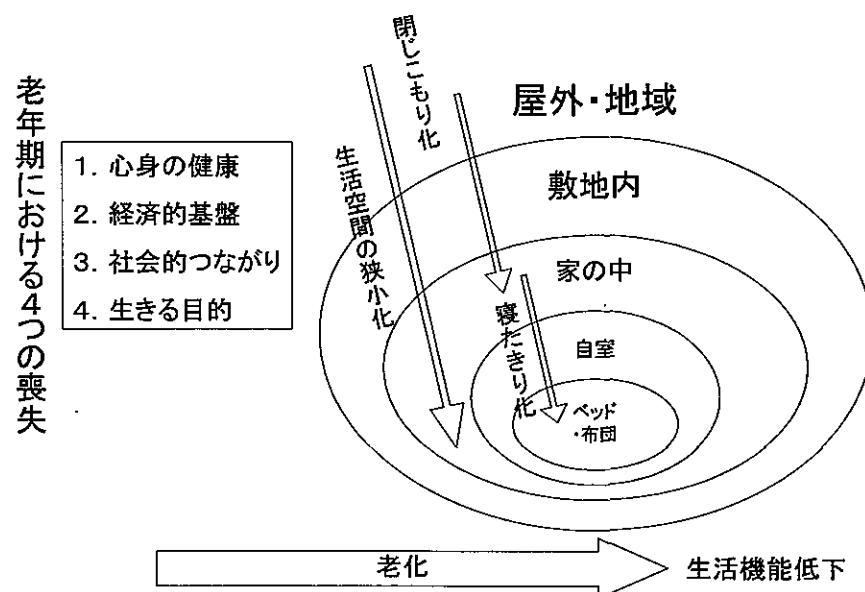 老年期における4つの喪失
1. 心身の健康
2. 経済的基盤
3. 社会的つながり
4. 生きる目的
閉じこもり化
生活空間の狭小化
寝たきり化
屋外・地域
敷地内
家の中
自室
ベッド
・布団
老化
生活機能低下